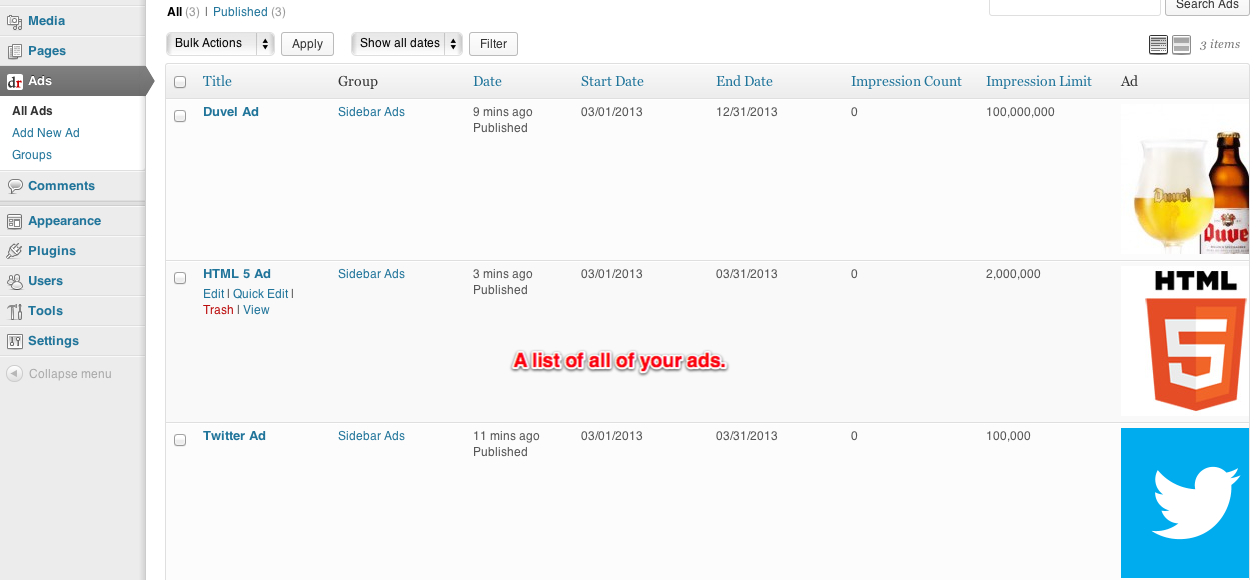 All (3) | Published (3)
Search Ads
Bulk Actions Apply Show all dates Filter
3 items
Media
Pages
dr Ads
All Ads
Add New Ad
Groups
Comments
Appearance
Plugins
Users
Tools
Settings
Collapse menu
Title Group Date Start Date End Date Impression Count Impression Limit Ad
Duvel Ad Sidebar Ads 9 mins ago 03/01/2013 12/31/2013 0 100,000,000
Published
Duvel
Duve
HTML 5 Ad Sidebar Ads 3 mins ago 03/01/2013 03/31/2013 0 2,000,000
Published
Edit | Quick Edit |
Trash | View
HTML
5
A list of all of your ads.
Twitter Ad Sidebar Ads 11 mins ago 03/01/2013 03/31/2013 0 100,000
Published